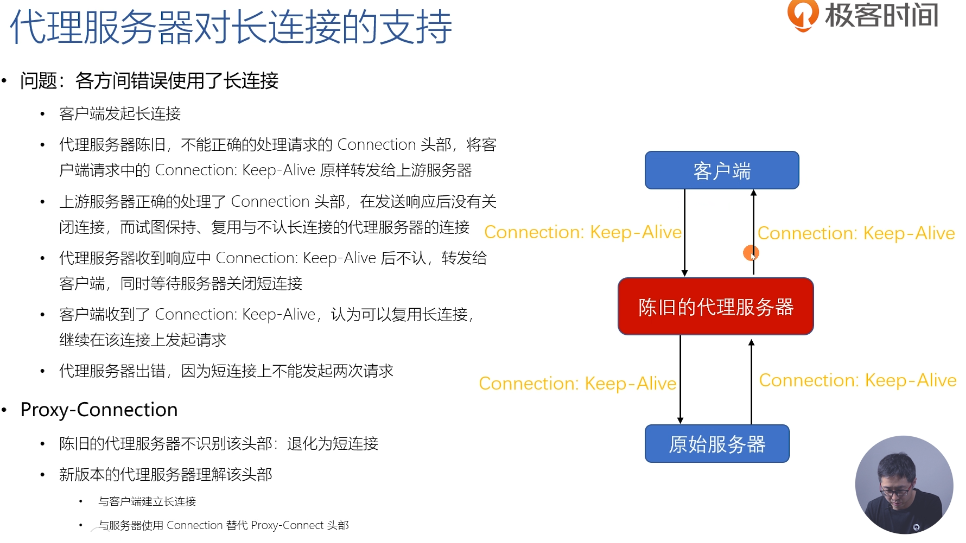 代理服务器对长连接的支持
极客时间
• 问题：各方间错误使用了长连接
• 客户端发起长连接
• 代理服务器陈旧，不能正确的处理请求的 Connection 头部，将客
户端请求中的 Connection: Keep-Alive 原样转发给上游服务器
• 上游服务器正确的处理了 Connection 头部，在发送响应后没有关
闭连接，而试图保持、复用与不认长连接的代理服务器的连接
• 代理服务器收到响应中 Connection: Keep-Alive 后不认，转发给
客户端，同时等待服务器关闭短连接
• 客户端收到了 Connection: Keep-Alive，认为可以复用长连接，
继续在该连接上发起请求
• 代理服务器出错，因为短连接上不能发起两次请求
• Proxy-Connection
• 陈旧的代理服务器不识别该头部：退化为短连接
• 新版本的代理服务器理解该头部
• 与客户端建立长连接
• 与服务器使用 Connection 替代 Proxy-Connect 头部
客户端
Connection: Keep-Alive
Connection: Keep-Alive
陈旧的代理服务器
Connection: Keep-Alive
Connection: Keep-Alive
原始服务器